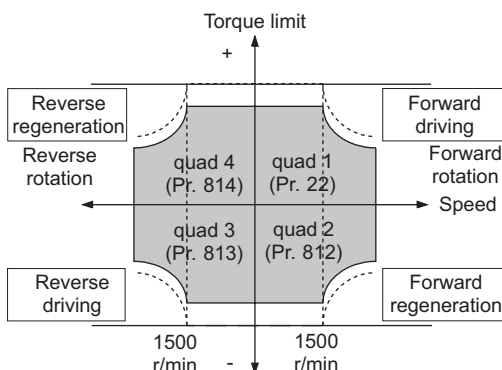 Torque limit
+
Reverse
regeneration
Forward
driving
Reverse
rotation
quad 4
(Pr. 814)
quad 1
(Pr. 22)
Forward
rotation
Speed
quad 3
(Pr. 813)
quad 2
(Pr. 812)
Reverse
driving
Forward
regeneration
1500
r/min
-
1500
r/min